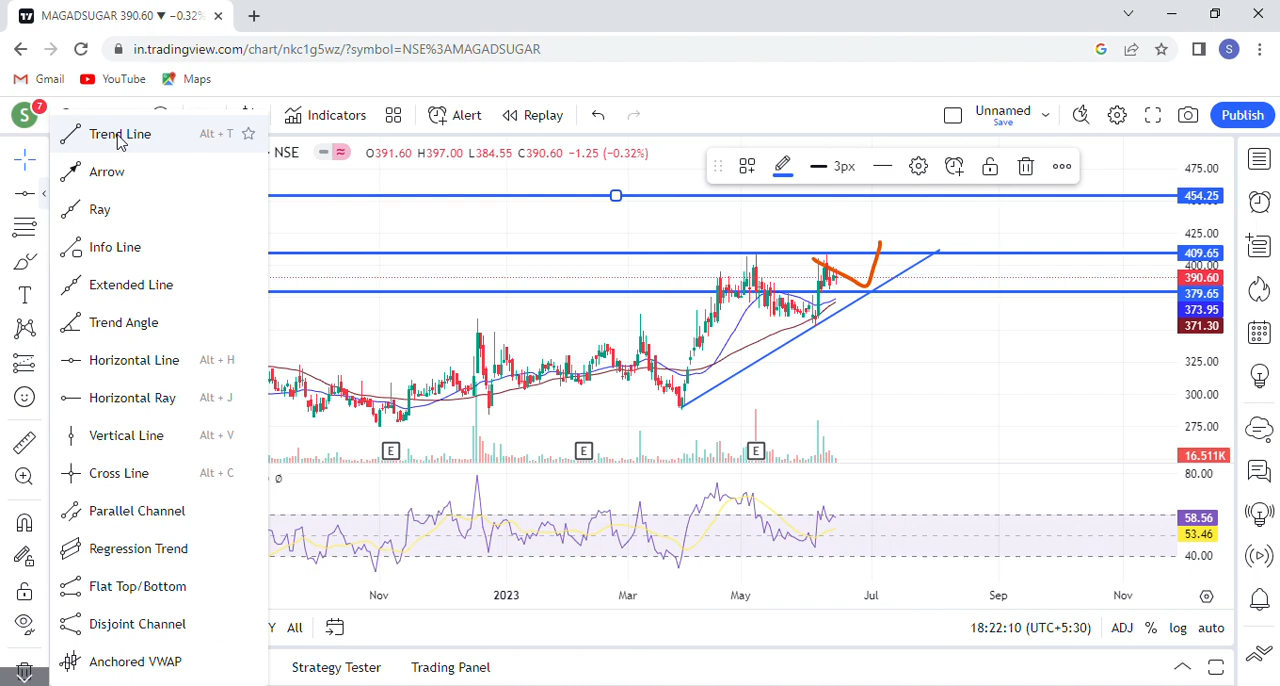 MAGADSUGAR 390.60 ▼ −0.32%
in.tradingview.com/chart/nkc1g5wz/?symbol=NSE%3AMAGADSUGAR
S
Gmail YouTube Maps
S 7 Indicators Alert Replay Unnamed Save Publish
Trend Line Alt + T
Arrow
Ray
Info Line
Extended Line
Trend Angle
Horizontal Line Alt + H
Horizontal Ray Alt + J
Vertical Line Alt + V
Cross Line Alt + C
Parallel Channel
Regression Trend
Flat Top/Bottom
Disjoint Channel
Anchored VWAP
NSE O391.60 H397.00 L384.55 C390.60 −1.25 (−0.32%)
3px
475.00
454.25
425.00
409.65
400.00
390.60
379.65
373.95
371.30
325.00
300.00
275.00
E E E
16.511K
80.00
58.56
53.46
40.00
Nov 2023 Mar May Jul Sep Nov
Y All 18:22:10 (UTC+5:30) ADJ % log auto
Strategy Tester Trading Panel